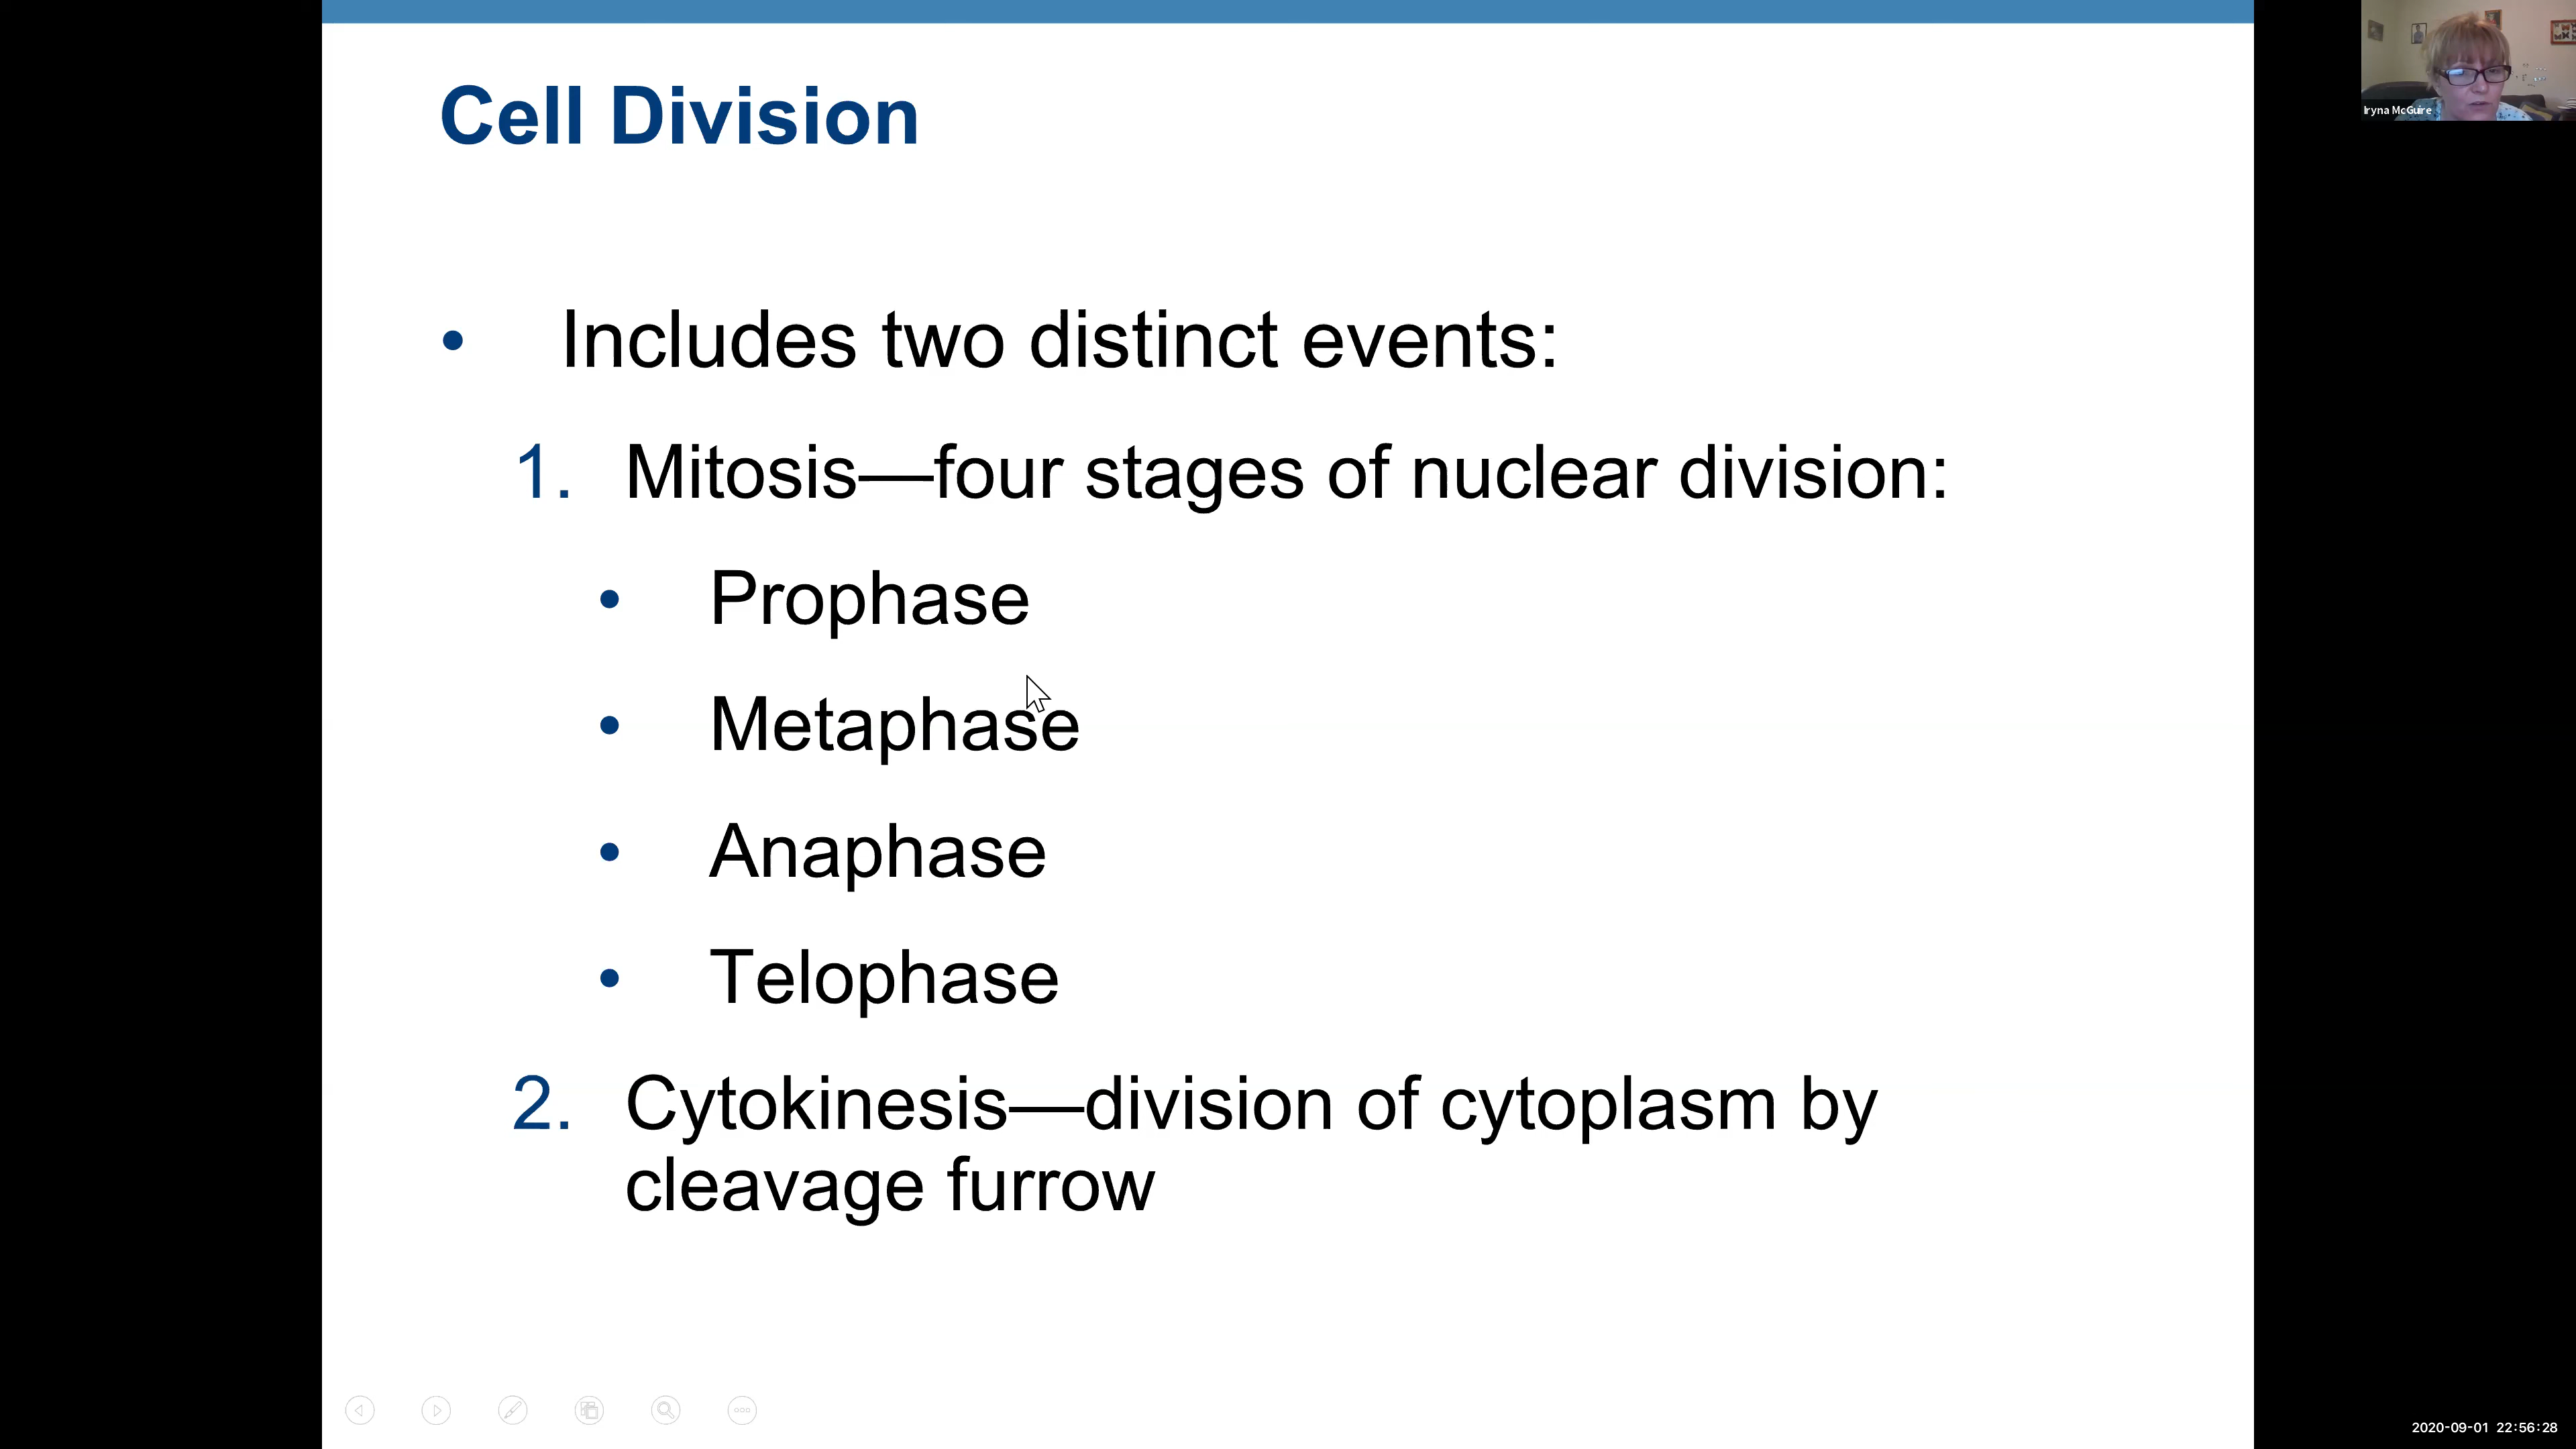 Cell Division
Iryna McGuire
• Includes two distinct events:
1. Mitosis—four stages of nuclear division:
• Prophase
• Metaphase
• Anaphase
• Telophase
2. Cytokinesis—division of cytoplasm by
cleavage furrow
2020-09-01 22:56:28